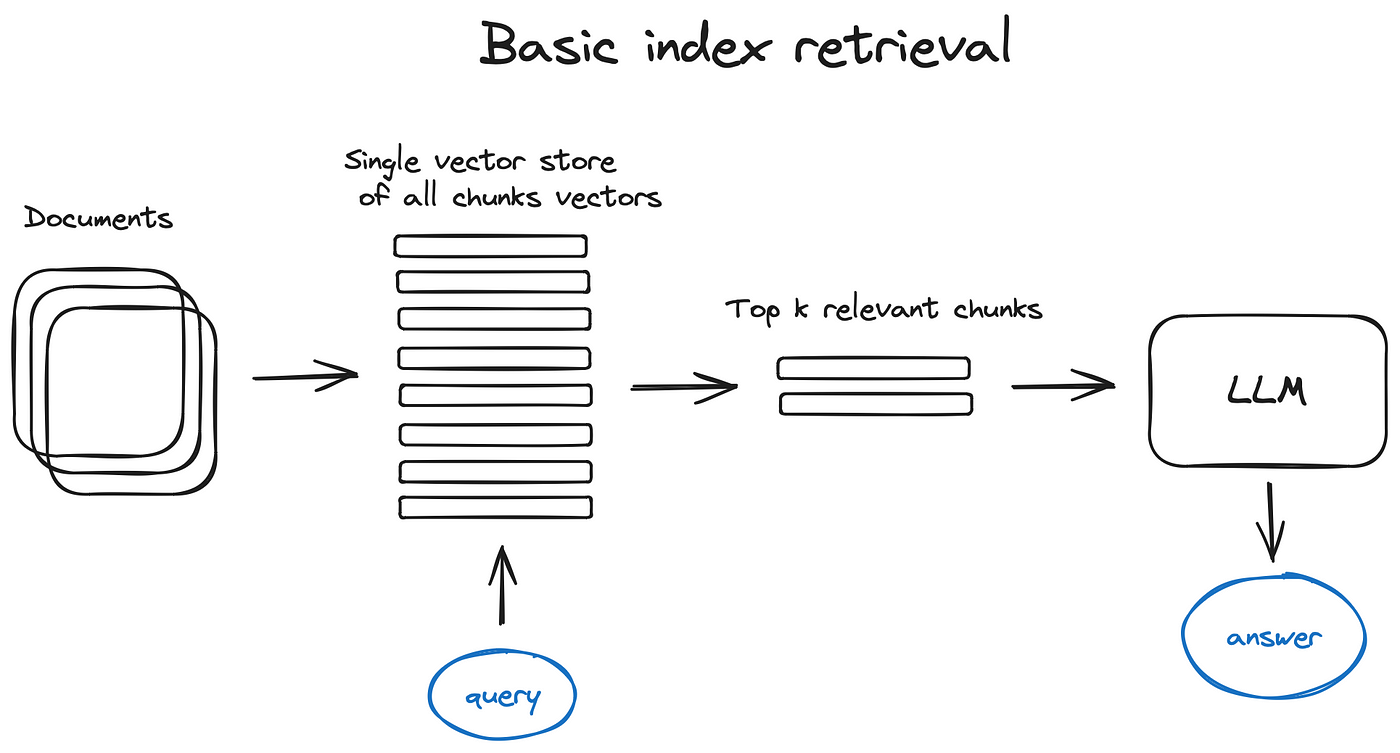 Basic index retrieval
Single vector store
of all chunks vectors
Documents
Top k relevant chunks
LLM
answer
query